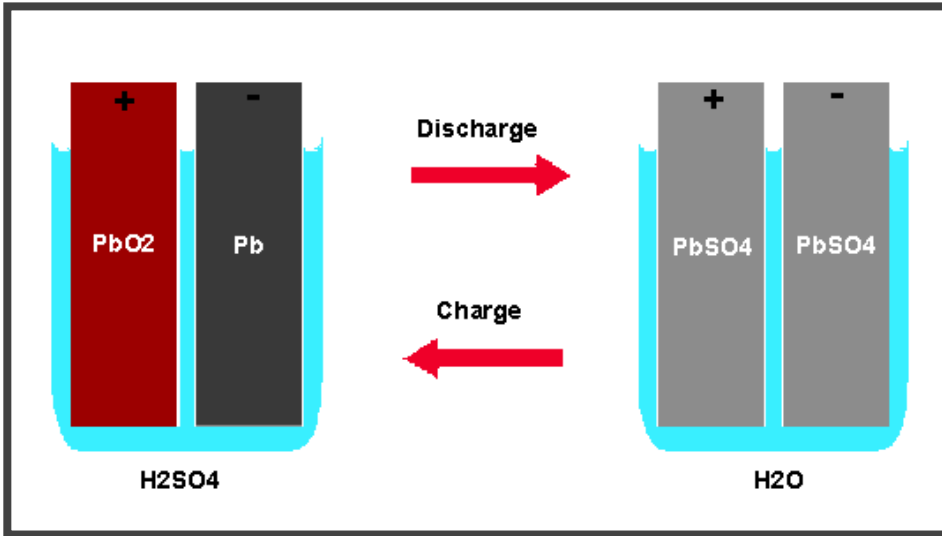 + - + -
Discharge
PbO2 Pb PbSO4 PbSO4
Charge
H2SO4 H2O